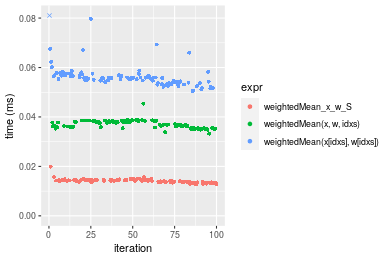 0.08
0.06
0.04
0.02
0.00
time (ms)
0
25
50
75
100
iteration
expr
weightedMean_x_w_S
weightedMean(x, w, idxs)
weightedMean(x[idxs], w[idxs])